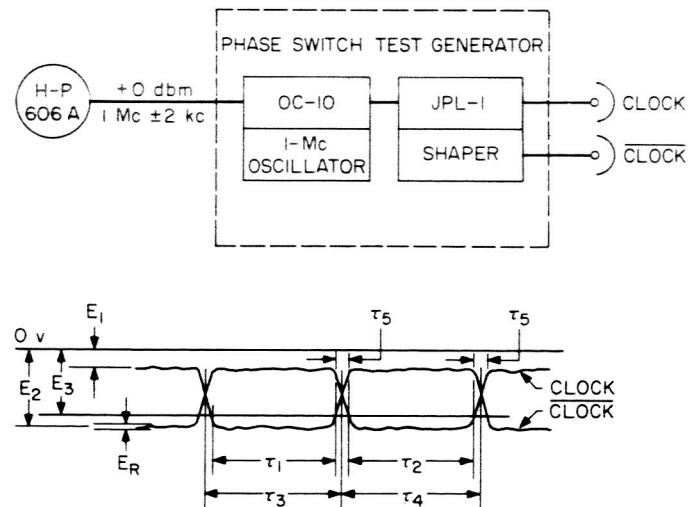 PHASE SWITCH TEST GENERATOR
H-P
606 A
+0 dbm
1 Mc ±2 kc
OC-10
1-Mc
OSCILLATOR
JPL-1
SHAPER
CLOCK
CLOCK
E1
τ5
τ5
0 v
E2
E3
CLOCK
CLOCK
ER
τ1
τ2
τ3
τ4